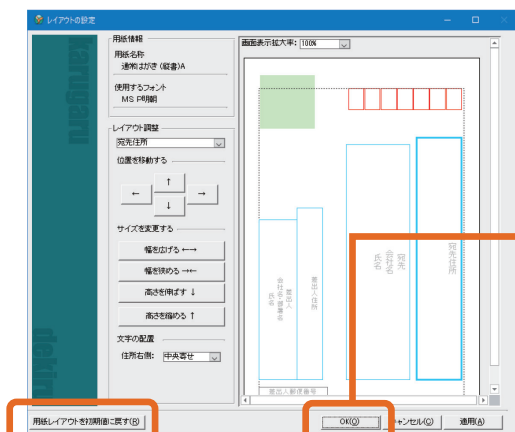 レイアウトの設定
karugaru
dekiru
用紙情報
用紙名称
通常はがき(縦書)A
使用するフォント
MS P明朝
レイアウト調整
宛先住所
位置を移動する
↑
← →
↓
サイズを変更する
幅を広げる ←→
幅を狭める →←
高さを伸ばす ↓
高さを縮める ↑
文字の配置
住所右側: 中央寄せ
画面表示拡大率: 100%
宛先住所
宛先
会社名
氏名
差出人住所
差出人
会社名・部署名
氏名
差出人郵便番号
用紙レイアウトを初期値に戻す(R)
OK(O)
キャンセル(C)
適用(A)